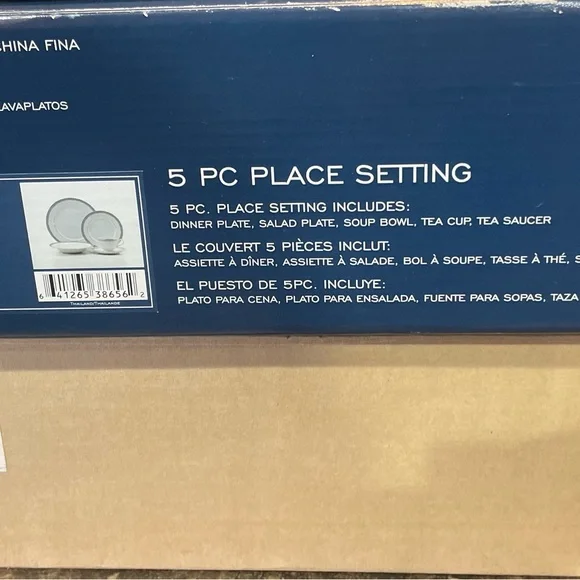 CHINA FINA
LAVAPLATOS
5 PC PLACE SETTING
5 PC. PLACE SETTING INCLUDES:
DINNER PLATE, SALAD PLATE, SOUP BOWL, TEA CUP, TEA SAUCER
LE COUVERT 5 PIÈCES INCLUT:
ASSIETTE À DÎNER, ASSIETTE À SALADE, BOL À SOUPE, TASSE À THÉ, S
EL PUESTO DE 5PC. INCLUYE:
PLATO PARA CENA, PLATO PARA ENSALADA, FUENTE PARA SOPAS, TAZA
6 41265 38656 2
THAILAND/THAILANDE